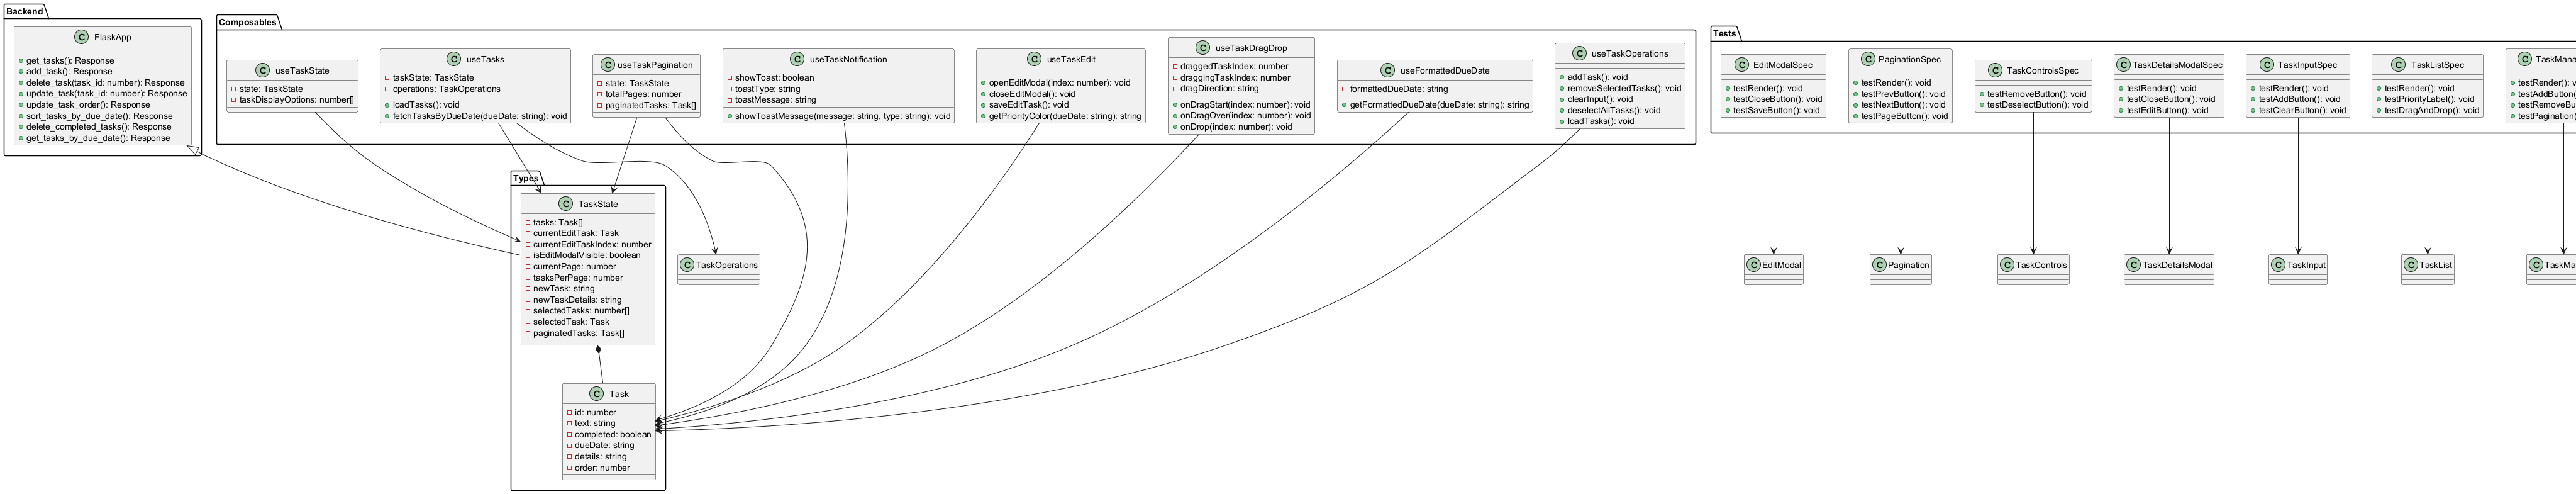 Backend
C FlaskApp
get_tasks(): Response
add_task(): Response
delete_task(task_id: number): Response
update_task(task_id: number): Response
update_task_order(): Response
sort_tasks_by_due_date(): Response
delete_completed_tasks(): Response
get_tasks_by_due_date(): Response
Composables
C useTaskState
state: TaskState
taskDisplayOptions: number[]
C useTasks
taskState: TaskState
operations: TaskOperations
loadTasks(): void
fetchTasksByDueDate(dueDate: string): void
C useTaskPagination
state: TaskState
totalPages: number
paginatedTasks: Task[]
C useTaskNotification
showToast: boolean
toastType: string
toastMessage: string
showToastMessage(message: string, type: string): void
C useTaskEdit
openEditModal(index: number): void
closeEditModal(): void
saveEditTask(): void
getPriorityColor(dueDate: string): string
C useTaskDragDrop
draggedTaskIndex: number
draggingTaskIndex: number
dragDirection: string
onDragStart(index: number): void
onDragOver(index: number): void
onDrop(index: number): void
C useFormattedDueDate
formattedDueDate: string
getFormattedDueDate(dueDate: string): string
C useTaskOperations
addTask(): void
removeSelectedTasks(): void
clearInput(): void
deselectAllTasks(): void
loadTasks(): void
Tests
C EditModalSpec
testRender(): void
testCloseButton(): void
testSaveButton(): void
C PaginationSpec
testRender(): void
testPrevButton(): void
testNextButton(): void
testPageButton(): void
C TaskControlsSpec
testRemoveButton(): void
testDeselectButton(): void
C TaskDetailsModalSpec
testRender(): void
testCloseButton(): void
testEditButton(): void
C TaskInputSpec
testRender(): void
testAddButton(): void
testClearButton(): void
C TaskListSpec
testRender(): void
testPriorityLabel(): void
testDragAndDrop(): void
C TaskMana
testRender(): v
testAddButton(
testRemoveBu
testPagination(
Types
C TaskState
tasks: Task[]
currentEditTask: Task
currentEditTaskIndex: number
isEditModalVisible: boolean
currentPage: number
tasksPerPage: number
newTask: string
newTaskDetails: string
selectedTasks: number[]
selectedTask: Task
paginatedTasks: Task[]
C TaskOperations
C EditModal
C Pagination
C TaskControls
C TaskDetailsModal
C TaskInput
C TaskList
C TaskMa
C Task
id: number
text: string
completed: boolean
dueDate: string
details: string
order: number